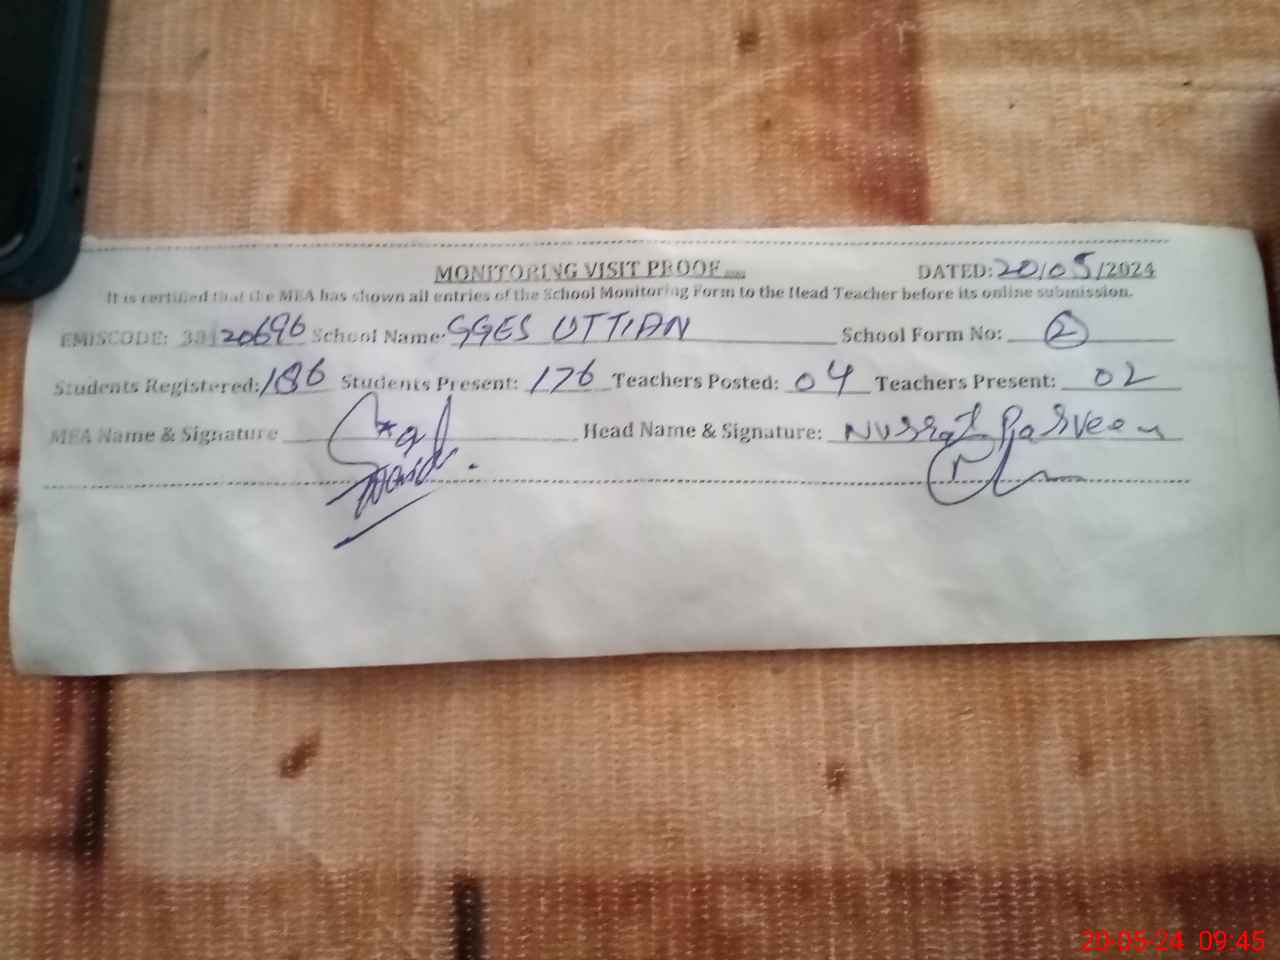 MONITORING VISIT PROOF
DATED: 20/05/2024
It is certified that the MEA has shown all entries of the School Monitoring Form to the Head Teacher before its online submission.
EMISCODE: 38120696 School Name: GGES UTTIAN School Form No: 2
Students Registered: 186 Students Present: 176 Teachers Posted: 04 Teachers Present: 02
MEA Name & Signature Head Name & Signature: Nussrat Parveen
20-05-24 09:45